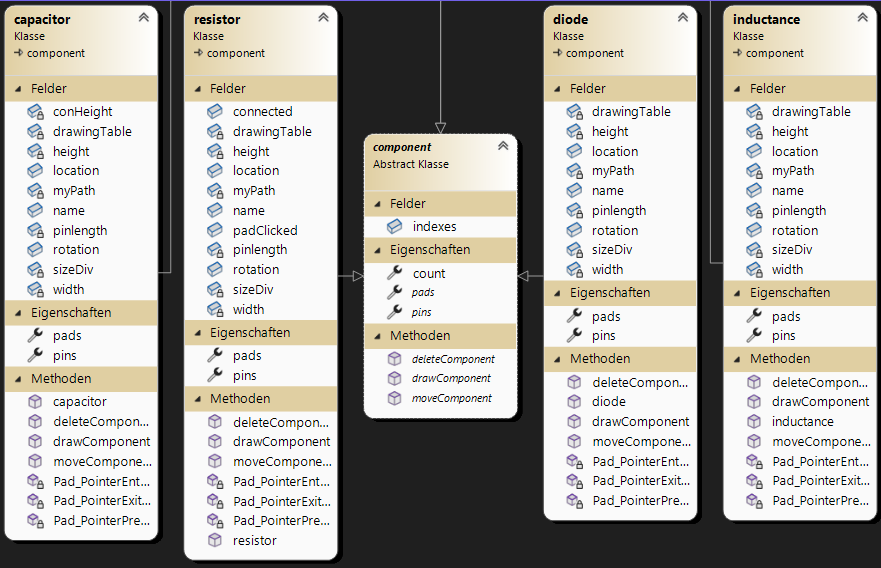 capacitor
Klasse
component
Felder
conHeight
drawingTable
height
location
myPath
name
pinlength
rotation
sizeDiv
width
Eigenschaften
pads
pins
Methoden
capacitor
deleteCompon...
drawComponent
moveCompone...
Pad_PointerEnt...
Pad_PointerExit...
Pad_PointerPre...
resistor
Klasse
component
Felder
connected
drawingTable
height
location
myPath
name
padClicked
pinlength
rotation
sizeDiv
width
Eigenschaften
pads
pins
Methoden
deleteCompon...
drawComponent
moveCompone...
Pad_PointerEnt...
Pad_PointerExit...
Pad_PointerPre...
resistor
component
Abstract Klasse
Felder
indexes
Eigenschaften
count
pads
pins
Methoden
deleteComponent
drawComponent
moveComponent
diode
Klasse
component
Felder
drawingTable
height
location
myPath
name
pinlength
rotation
sizeDiv
width
Eigenschaften
pads
pins
Methoden
deleteCompon...
diode
drawComponent
moveCompone...
Pad_PointerEnt...
Pad_PointerExit...
Pad_PointerPre...
inductance
Klasse
component
Felder
drawingTable
height
location
myPath
name
pinlength
rotation
sizeDiv
width
Eigenschaften
pads
pins
Methoden
deleteCompon...
drawComponent
inductance
moveCompone...
Pad_PointerEnt...
Pad_PointerExit...
Pad_PointerPre...